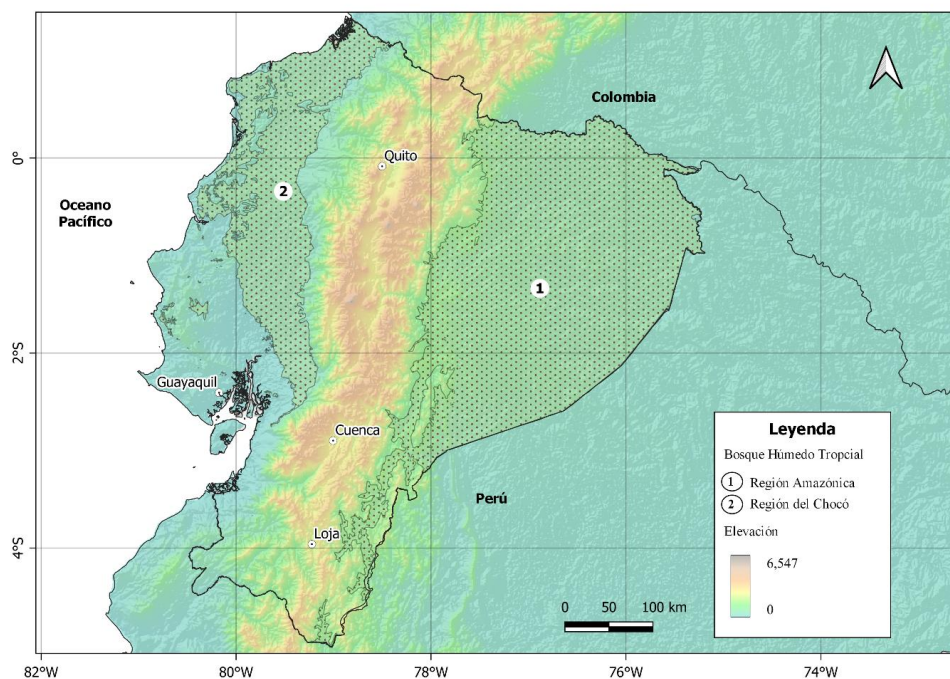 Colombia
0°
Quito
2
Oceano
Pacífico
1
2°S
Guayaquil
Cuenca
Leyenda
Bosque Húmedo Tropcial
1 Región Amazónica
2 Región del Chocó
Elevación
6,547
0
Perú
Loja
4°S
0 50 100 km
82°W 80°W 78°W 76°W 74°W